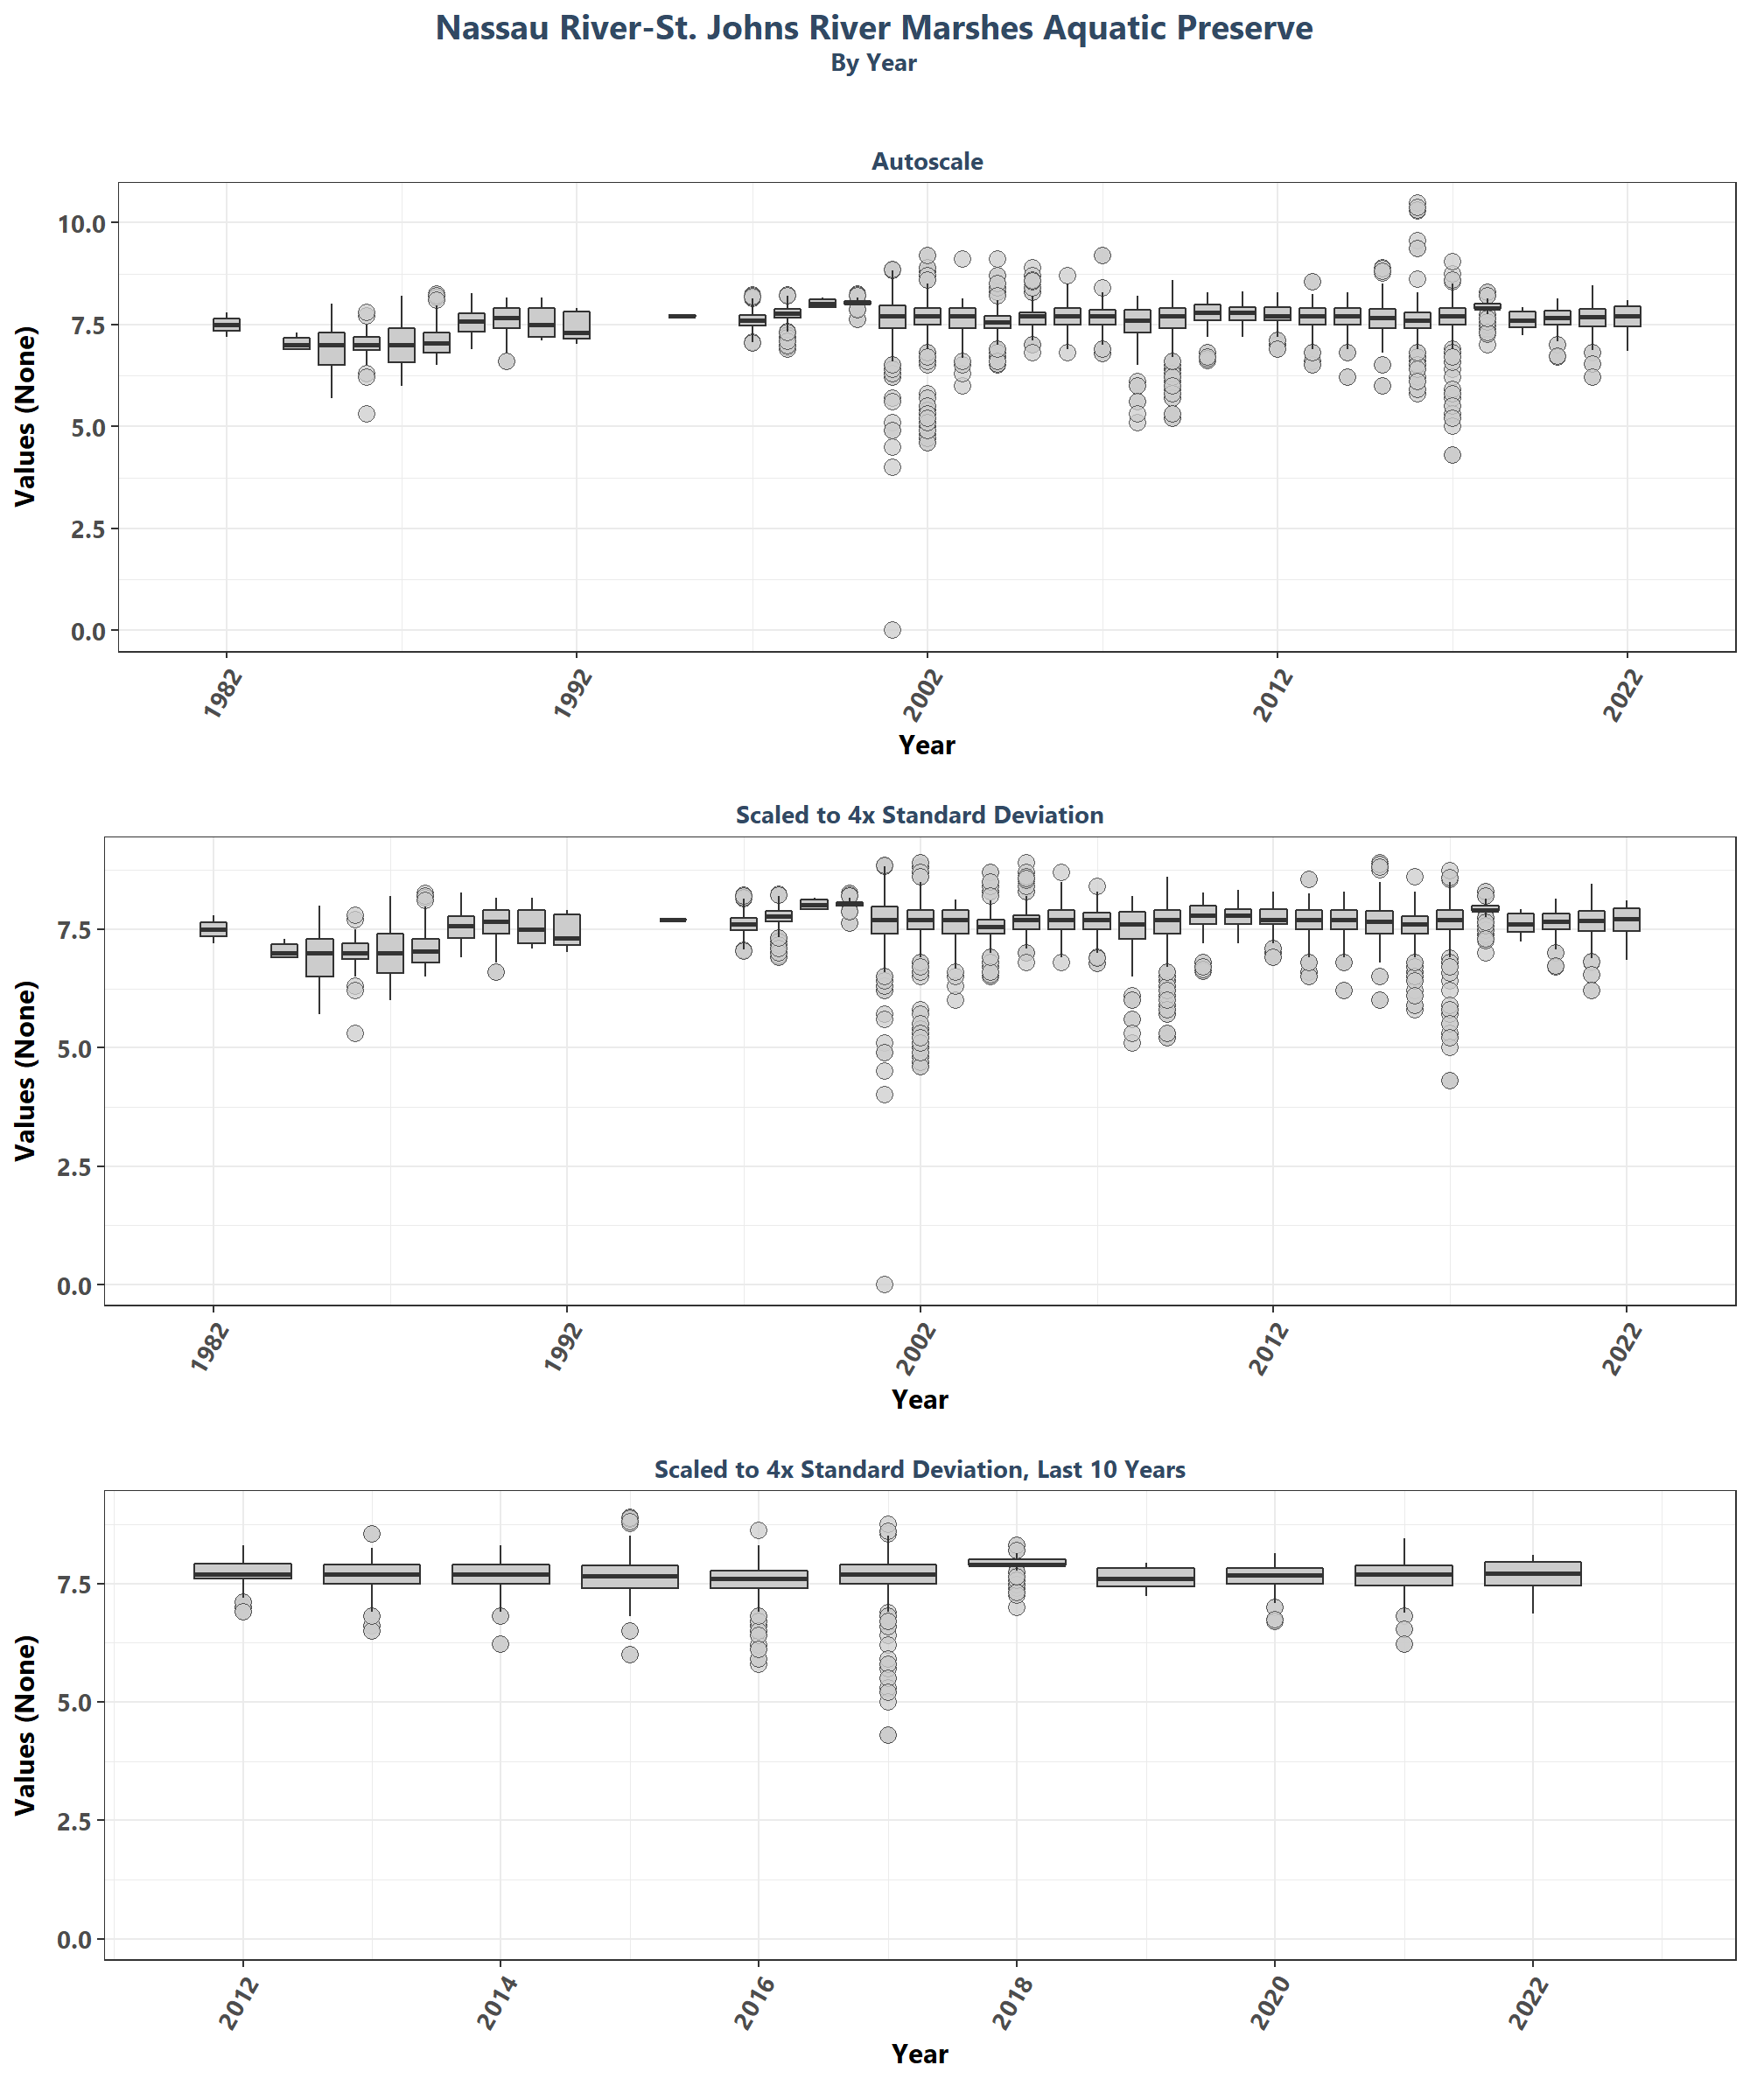 Nassau River-St. Johns River Marshes Aquatic Preserve
By Year
Autoscale
Values (None)
10.0
7.5
5.0
2.5
0.0
1982
1992
2002
2012
2022
Year
Scaled to 4x Standard Deviation
Values (None)
7.5
5.0
2.5
0.0
1982
1992
2002
2012
2022
Year
Scaled to 4x Standard Deviation, Last 10 Years
Values (None)
7.5
5.0
2.5
0.0
2012
2014
2016
2018
2020
2022
Year